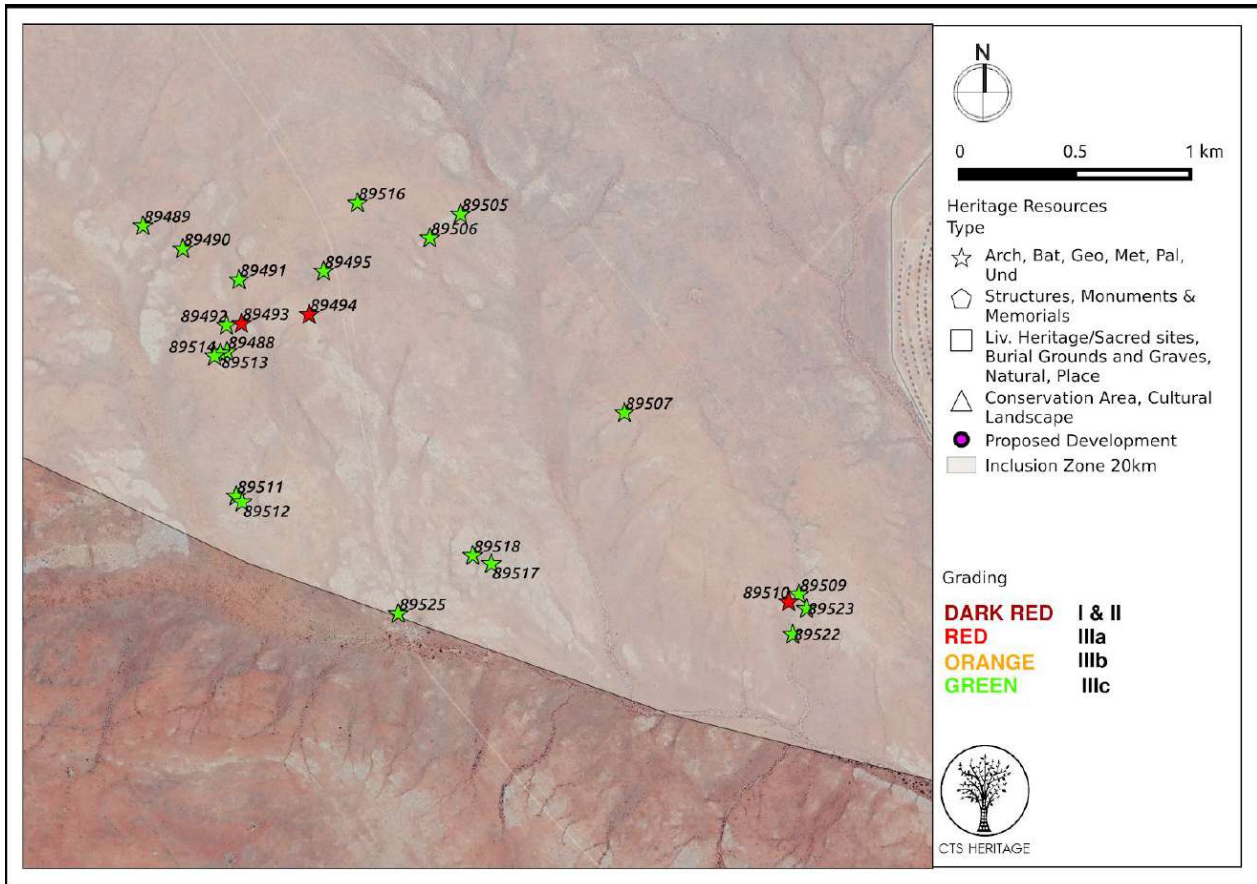 89516
89505
89489
89506
89490
89495
89491
89494
89492
89493
89488
89514
89513
89507
89511
89512
89518
89517
89509
89510
89523
89525
89522
N
0 0.5 1 km
Heritage Resources
Type
Arch, Bat, Geo, Met, Pal,
Und
Structures, Monuments &
Memorials
Liv. Heritage/Sacred sites,
Burial Grounds and Graves,
Natural, Place
Conservation Area, Cultural
Landscape
Proposed Development
Inclusion Zone 20km
Grading
DARK RED I & II
RED IIIa
ORANGE IIIb
GREEN IIIc
CTS HERITAGE